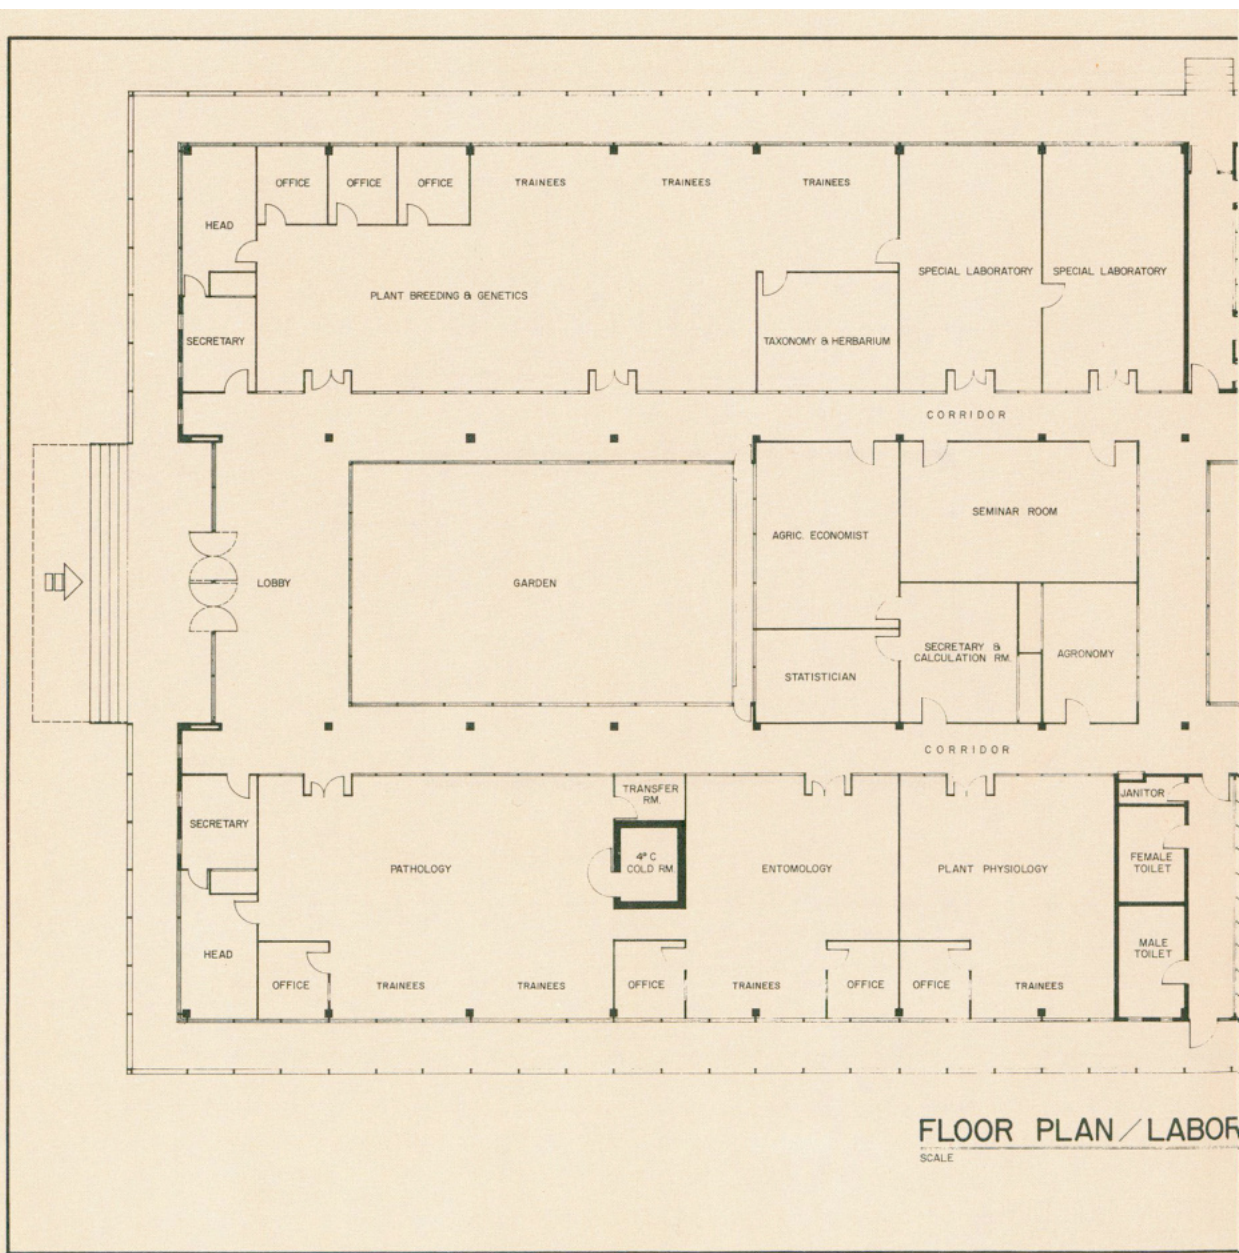 OFFICE
OFFICE
OFFICE
TRAINEES
TRAINEES
TRAINEES
HEAD
SPECIAL LABORATORY
SPECIAL LABORATORY
PLANT BREEDING & GENETICS
SECRETARY
TAXONOMY & HERBARIUM
CORRIDOR
SEMINAR ROOM
AGRIC. ECONOMIST
LOBBY
GARDEN
SECRETARY &
CALCULATION RM.
AGRONOMY
STATISTICIAN
CORRIDOR
TRANSFER
RM.
JANITOR
SECRETARY
4° C
COLD RM.
PATHOLOGY
ENTOMOLOGY
PLANT PHYSIOLOGY
FEMALE
TOILET
HEAD
MALE
TOILET
OFFICE
TRAINEES
TRAINEES
OFFICE
TRAINEES
OFFICE
OFFICE
TRAINEES
FLOOR PLAN / LABOR
SCALE